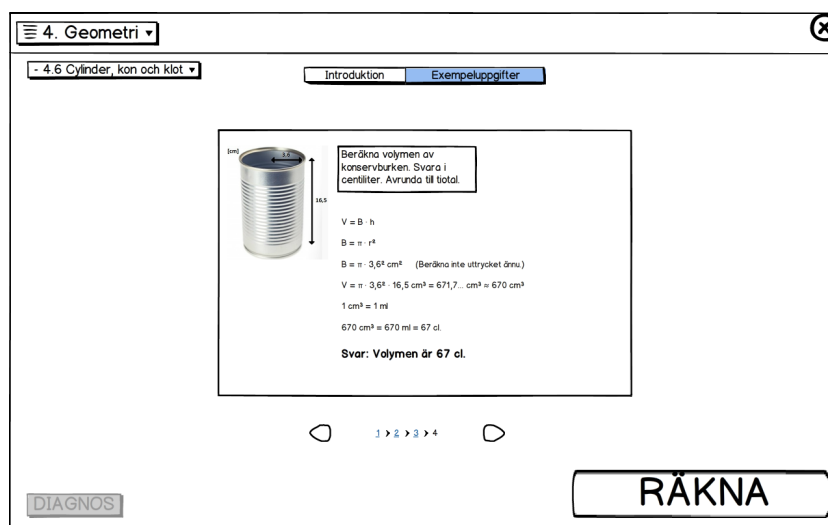 4. Geometri
- 4.6 Cylinder, kon och klot
Introduktion
Exempeluppgifter
[cm]
3,6
16,5
Beräkna volymen av
konservburken. Svara i
centiliter. Avrunda till tiotal.
V = B · h
B = π · r²
B = π · 3,6² cm² (Beräkna inte uttrycket ännu.)
V = π · 3,6² · 16,5 cm³ = 671,7... cm³ ≈ 670 cm³
1 cm³ = 1 ml
670 cm³ = 670 ml = 67 cl.
Svar: Volymen är 67 cl.
1 > 2 > 3 > 4
DIAGNOS
RÄKNA